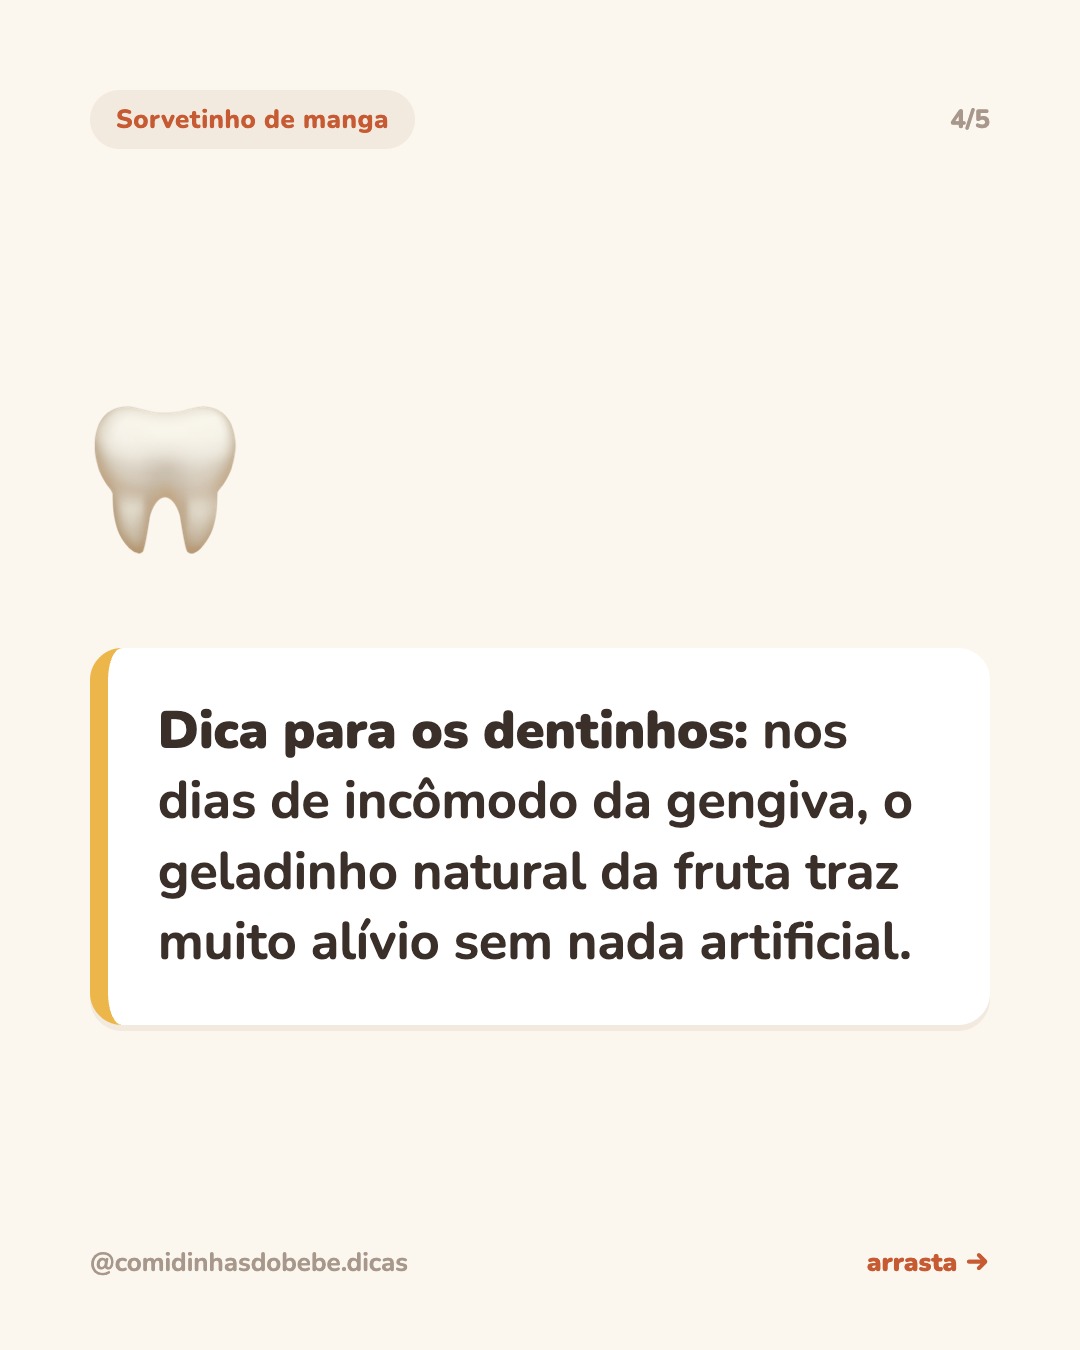 Sorvetinho de manga
4/5
Dica para os dentinhos: nos
dias de incômodo da gengiva, o
geladinho natural da fruta traz
muito alívio sem nada artificial.
@comidinhasdobebe.dicas
arrasta →